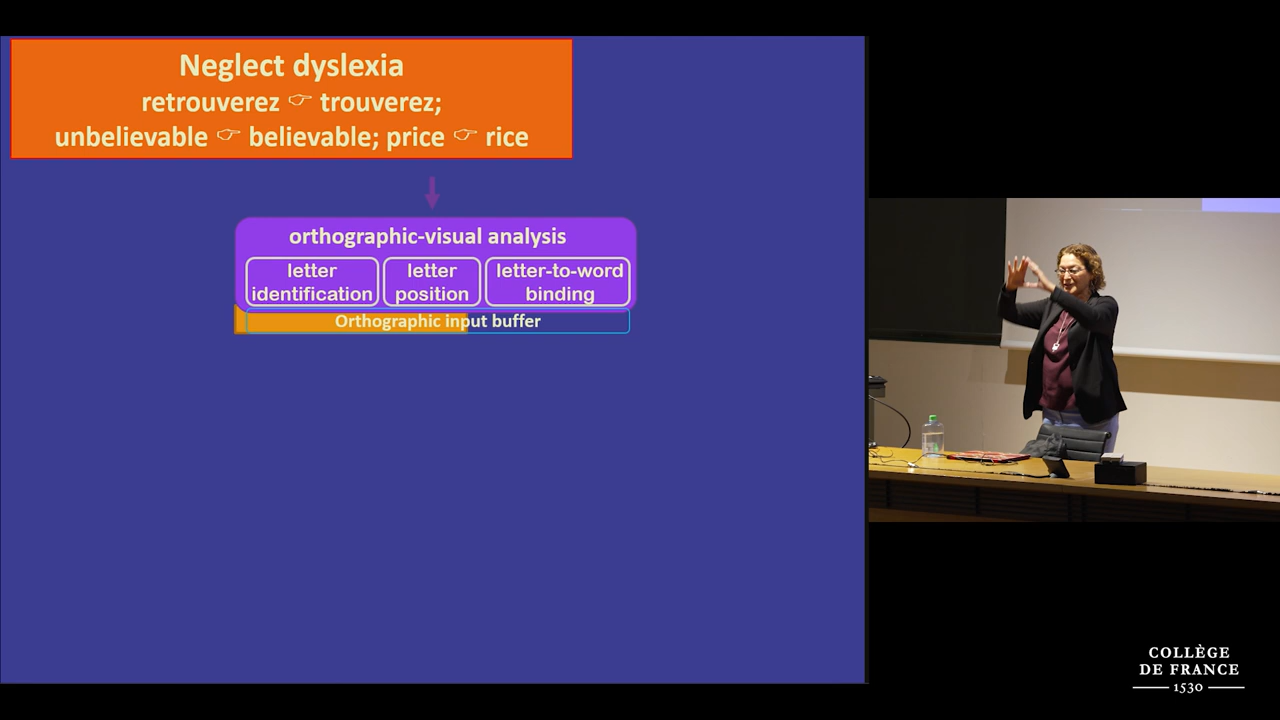 Neglect dyslexia
retrouverez 👉 trouverez;
unbelievable 👉 believable; price 👉 rice
orthographic-visual analysis
letter
identification
letter
position
letter-to-word
binding
Orthographic input buffer
COLLÈGE
DE FRANCE
1530